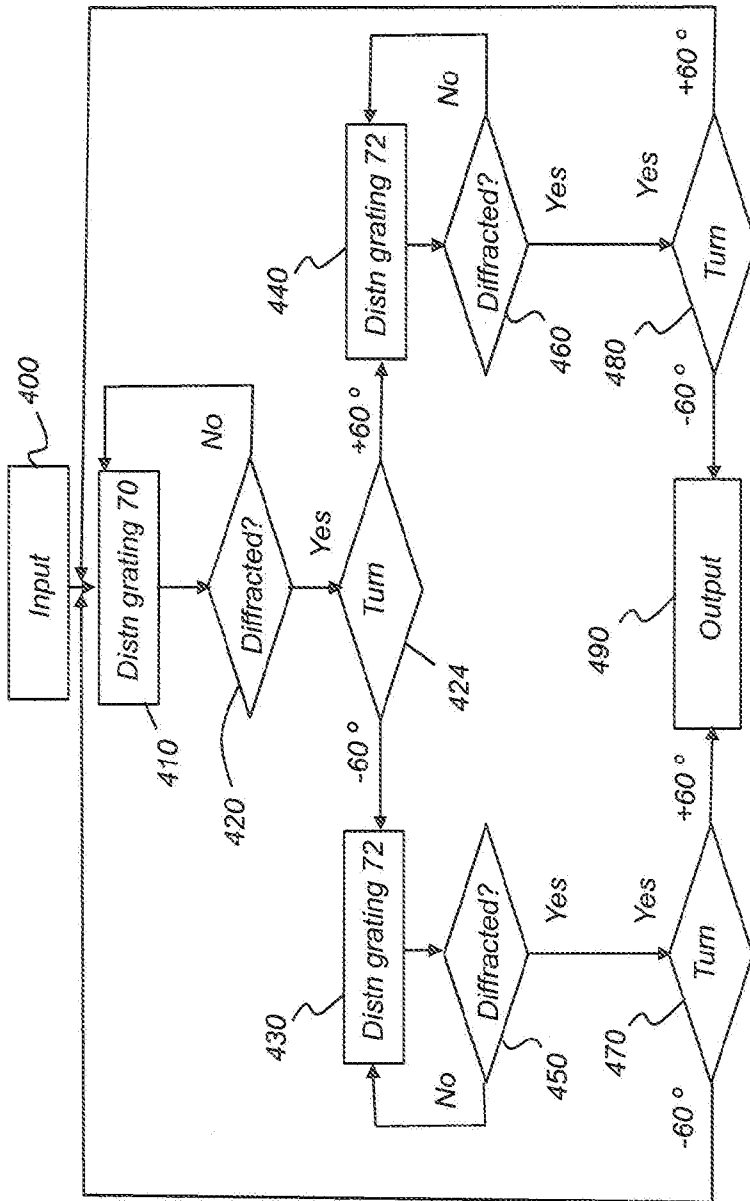 Input
400
Distn grating 70
410
Diffracted?
420
No
Yes
Turn
424
-60°
+60°
Distn grating 72
430
Diffracted?
450
No
Yes
Yes
Turn
470
-60°
+60°
Distn grating 72
440
Diffracted?
460
No
Yes
Yes
Turn
480
-60°
+60°
Output
490